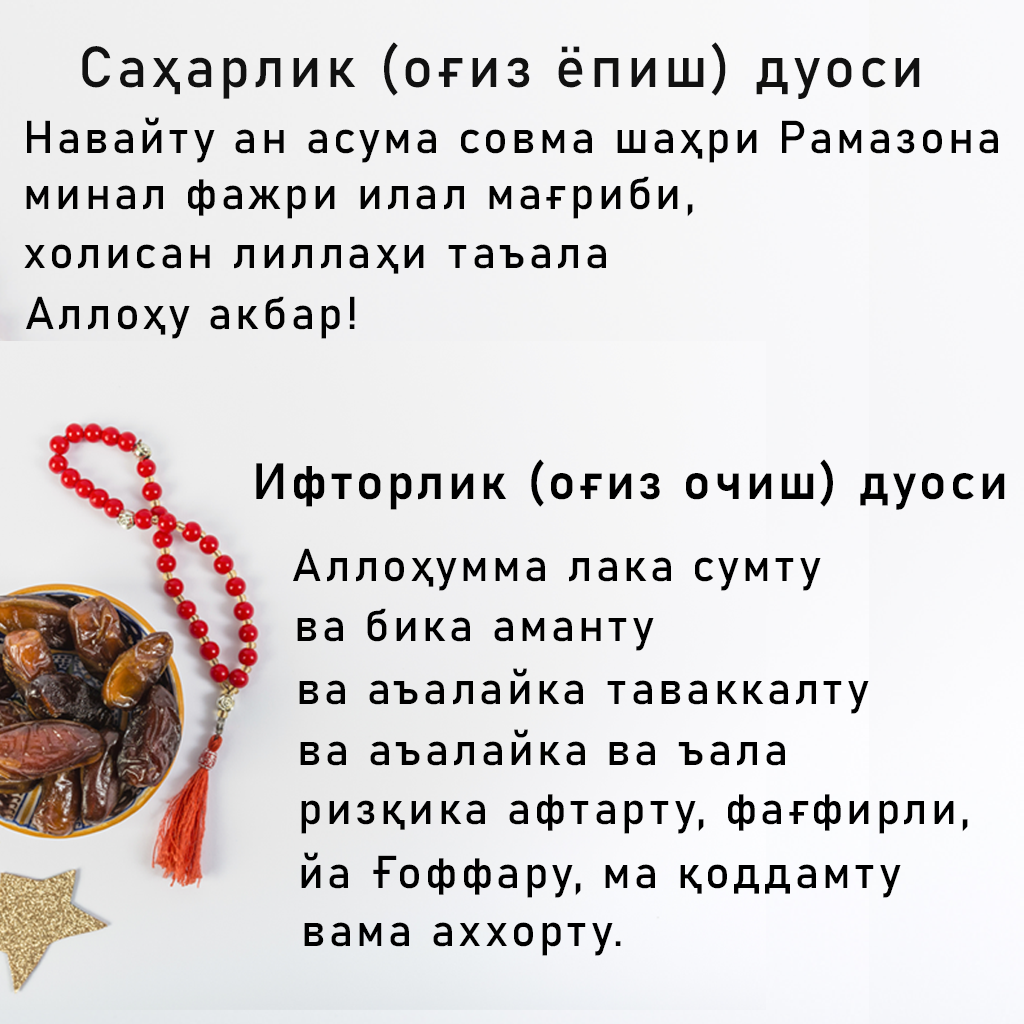 Саҳарлик (оғиз ёпиш) дуоси
Навайту ан асума совма шаҳри Рамазона
минал фажри илал мағриби,
холисан лиллаҳи таъала
Аллоҳу акбар!
Ифторлик (оғиз очиш) дуоси
Аллоҳумма лака сумту
ва бика аманту
ва аъалайка таваккалту
ва аъалайка ва ъала
ризқика афтарту, фағфирли,
йа Ғоффару, ма қоддамту
вама аххорту.